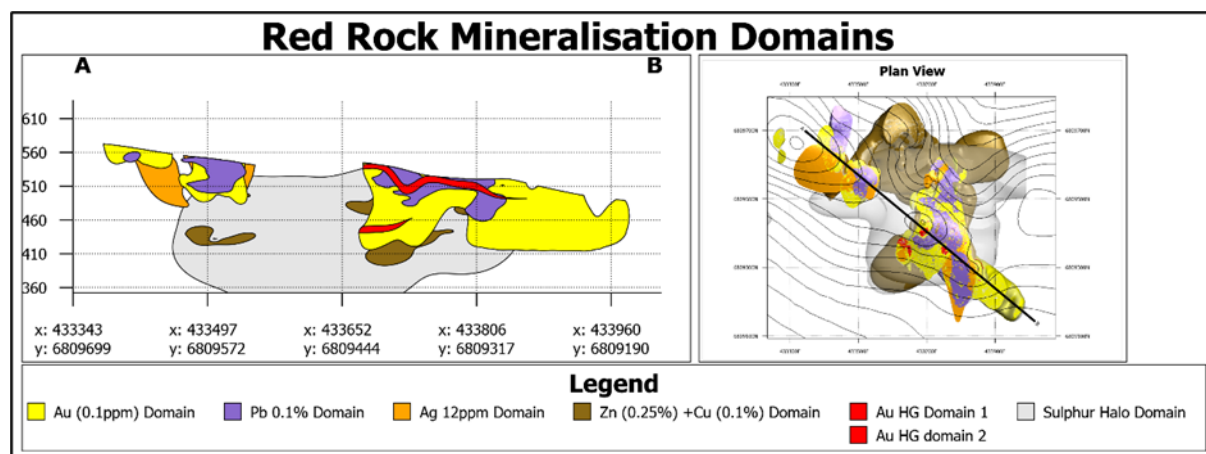 Red Rock Mineralisation Domains
A
B
610
560
510
460
410
360
x: 433343
y: 6809699
x: 433497
y: 6809572
x: 433652
y: 6809444
x: 433806
y: 6809317
x: 433960
y: 6809190
Plan View
Legend
Au (0.1ppm) Domain
Pb 0.1% Domain
Ag 12ppm Domain
Zn (0.25%) +Cu (0.1%) Domain
Au HG Domain 1
Au HG domain 2
Sulphur Halo Domain